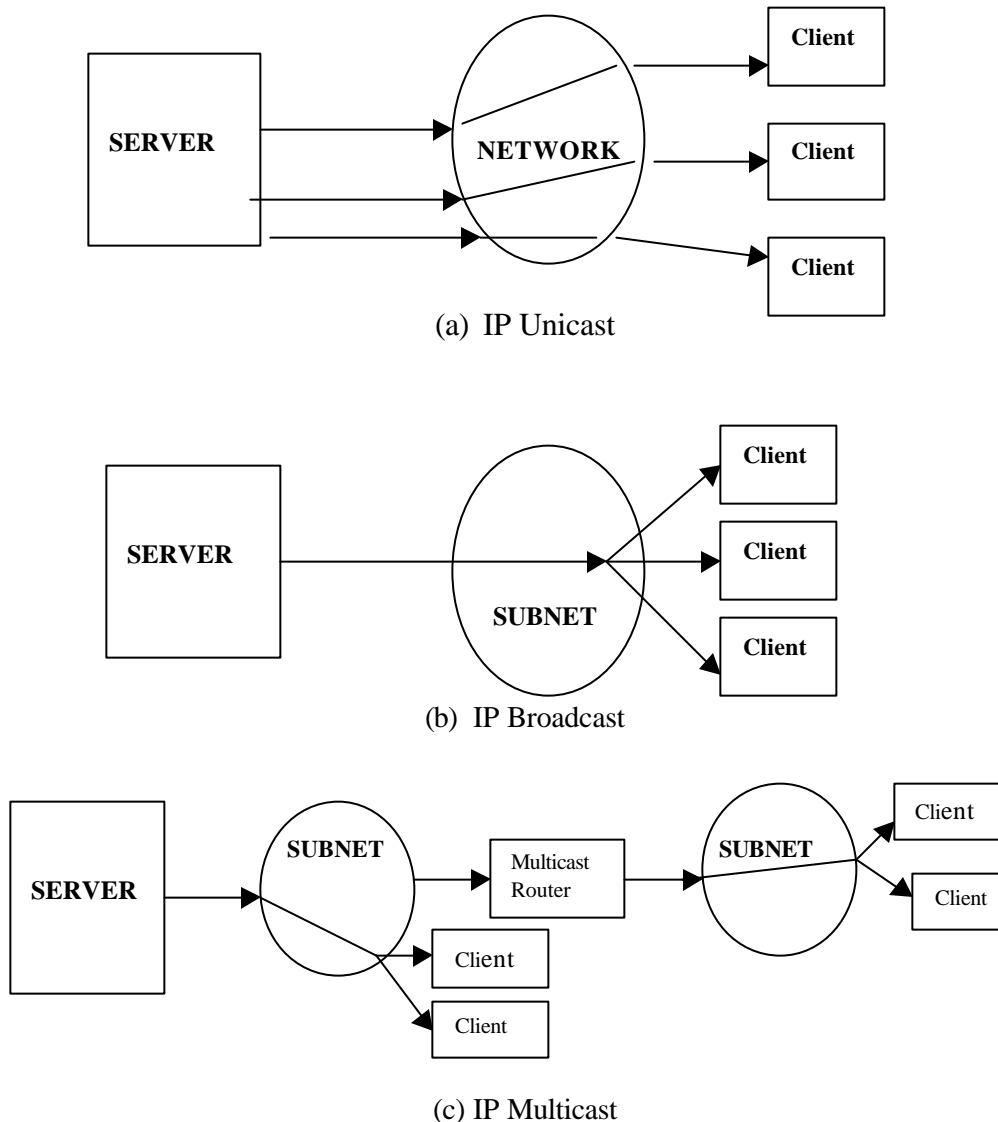 Client
SERVER
NETWORK
Client
Client
(a) IP Unicast
Client
SERVER
Client
SUBNET
Client
(b) IP Broadcast
Client
SUBNET
SUBNET
Multicast
Router
SERVER
Client
Client
Client
(c) IP Multicast